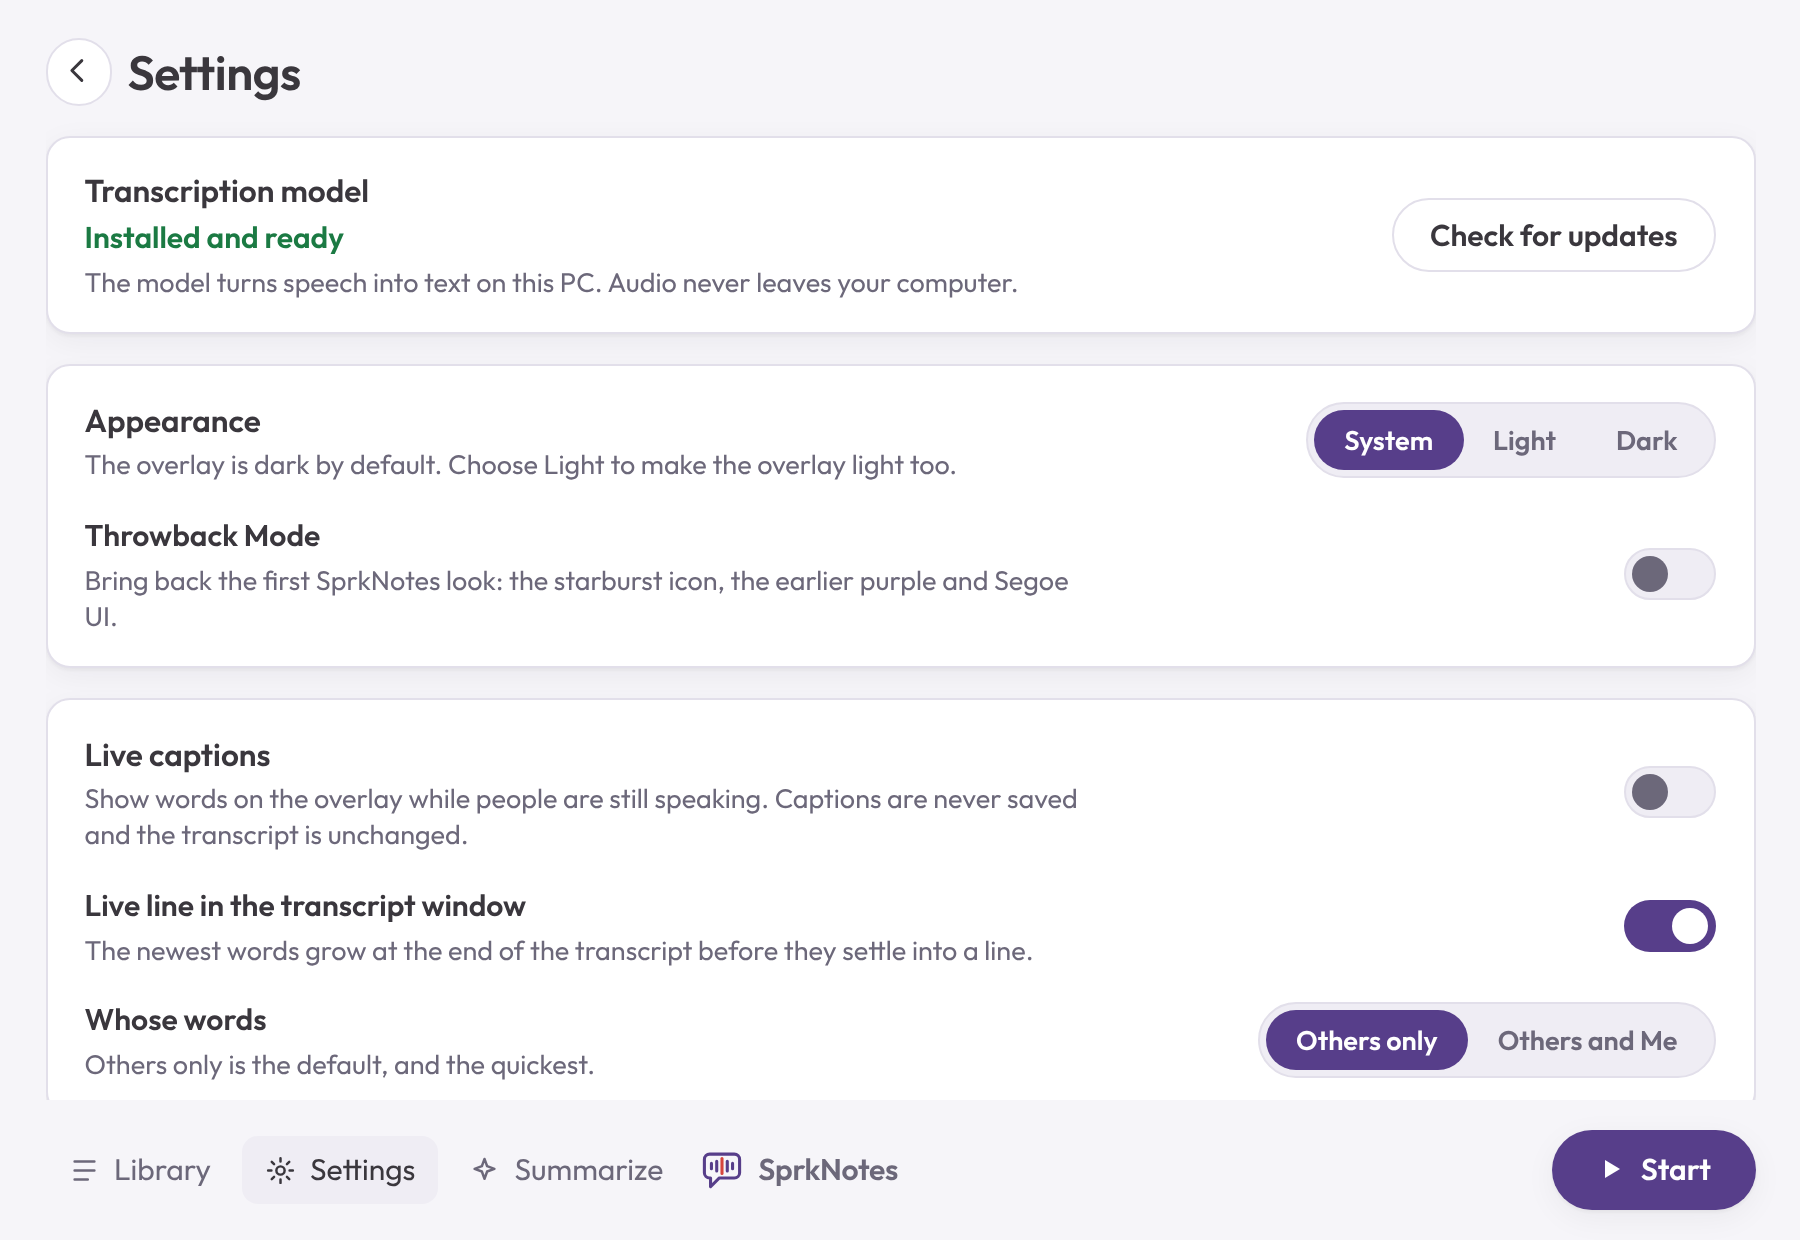 Settings
Transcription model
Installed and ready
The model turns speech into text on this PC. Audio never leaves your computer.
Check for updates
Appearance
The overlay is dark by default. Choose Light to make the overlay light too.
System Light Dark
Throwback Mode
Bring back the first SprkNotes look: the starburst icon, the earlier purple and Segoe
UI.
Live captions
Show words on the overlay while people are still speaking. Captions are never saved
and the transcript is unchanged.
Live line in the transcript window
The newest words grow at the end of the transcript before they settle into a line.
Whose words
Others only is the default, and the quickest.
Others only Others and Me
Library Settings Summarize SprkNotes Start